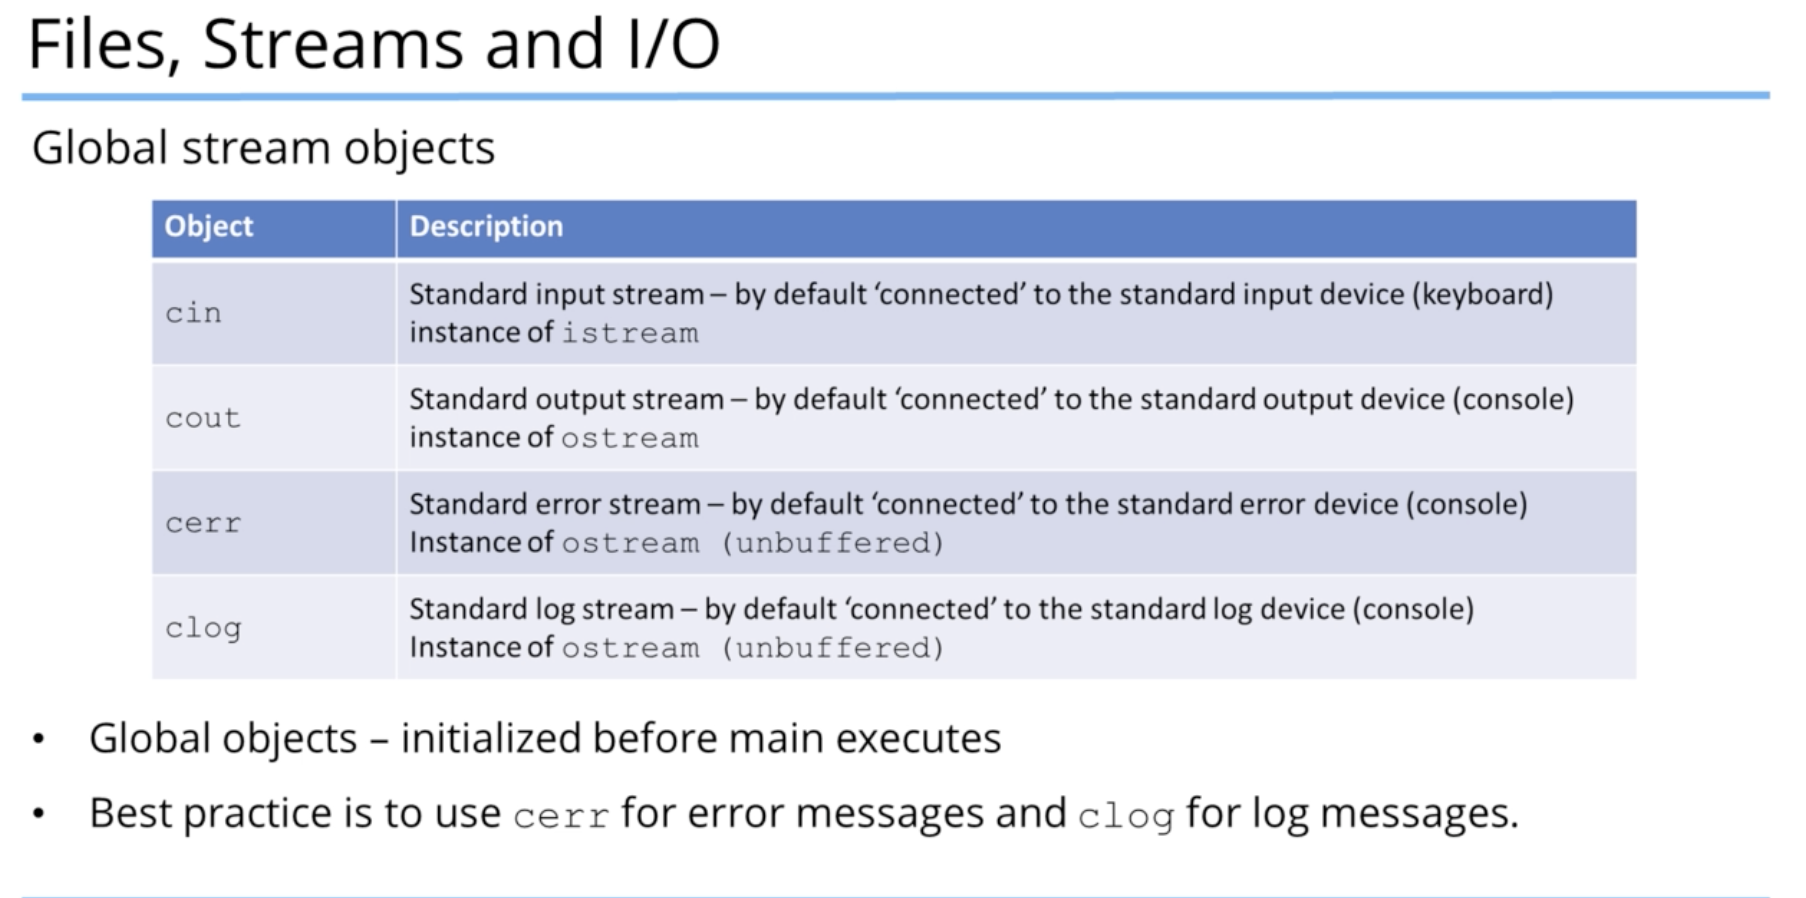 Files, Streams and I/O
Global stream objects
Object Description
cin
Standard input stream – by default ‘connected’ to the standard input device (keyboard)
instance of istream
cout
Standard output stream – by default ‘connected’ to the standard output device (console)
instance of ostream
cerr
Standard error stream – by default ‘connected’ to the standard error device (console)
Instance of ostream (unbuffered)
clog
Standard log stream – by default ‘connected’ to the standard log device (console)
Instance of ostream (unbuffered)
• Global objects – initialized before main executes
• Best practice is to use cerr for error messages and clog for log messages.